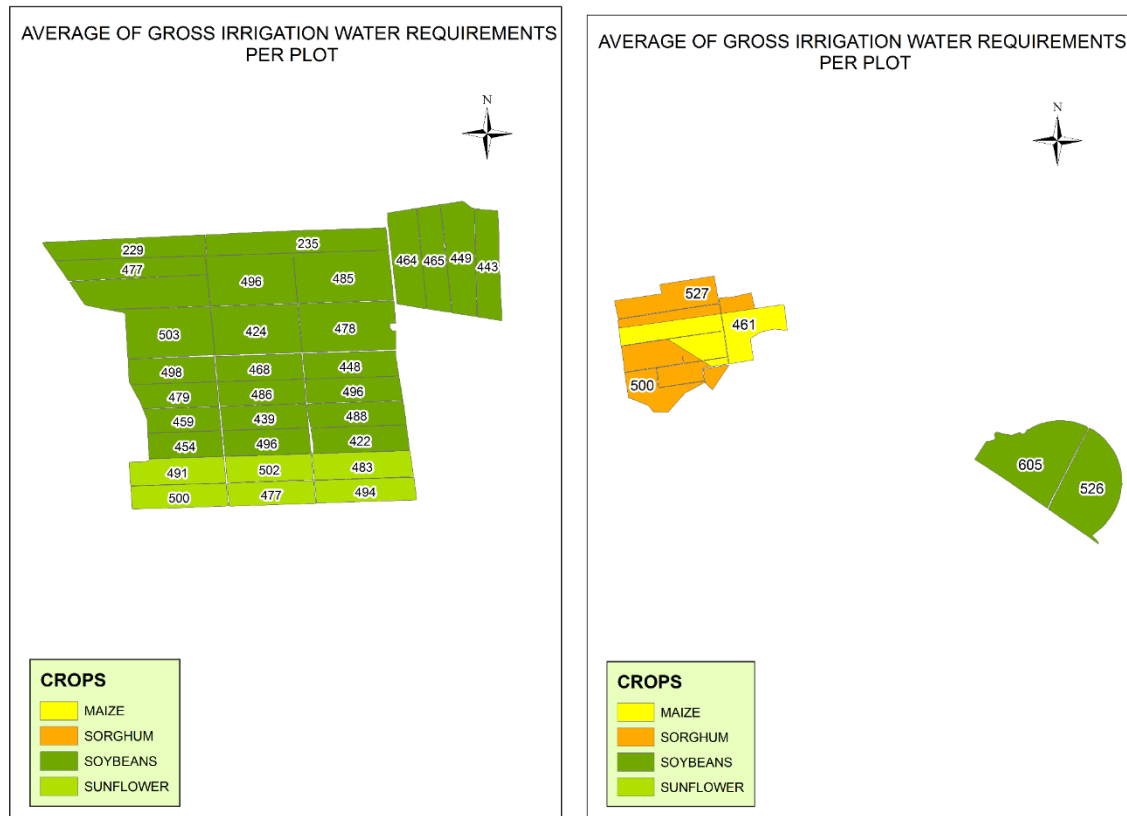 AVERAGE OF GROSS IRRIGATION WATER REQUIREMENTS
PER PLOT
N
229
235
477
496
485
464
465
449
443
503
424
478
498
468
448
479
486
496
459
439
488
454
496
422
491
502
483
500
477
494
CROPS
MAIZE
SORGHUM
SOYBEANS
SUNFLOWER
AVERAGE OF GROSS IRRIGATION WATER REQUIREMENTS
PER PLOT
N
527
461
500
605
526
CROPS
MAIZE
SORGHUM
SOYBEANS
SUNFLOWER